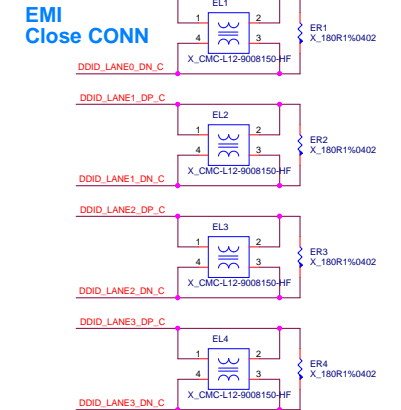 EMI
Close CONN
EL1
1 2
4 3
ER1
X_180R1%0402
X_CMC-L12-9008150-HF
DDID_LANE0_DN_C
DDID_LANE1_DP_C
EL2
1 2
4 3
ER2
X_180R1%0402
X_CMC-L12-9008150-HF
DDID_LANE1_DN_C
DDID_LANE2_DP_C
EL3
1 2
4 3
ER3
X_180R1%0402
X_CMC-L12-9008150-HF
DDID_LANE2_DN_C
DDID_LANE3_DP_C
EL4
1 2
4 3
ER4
X_180R1%0402
X_CMC-L12-9008150-HF
DDID_LANE3_DN_C